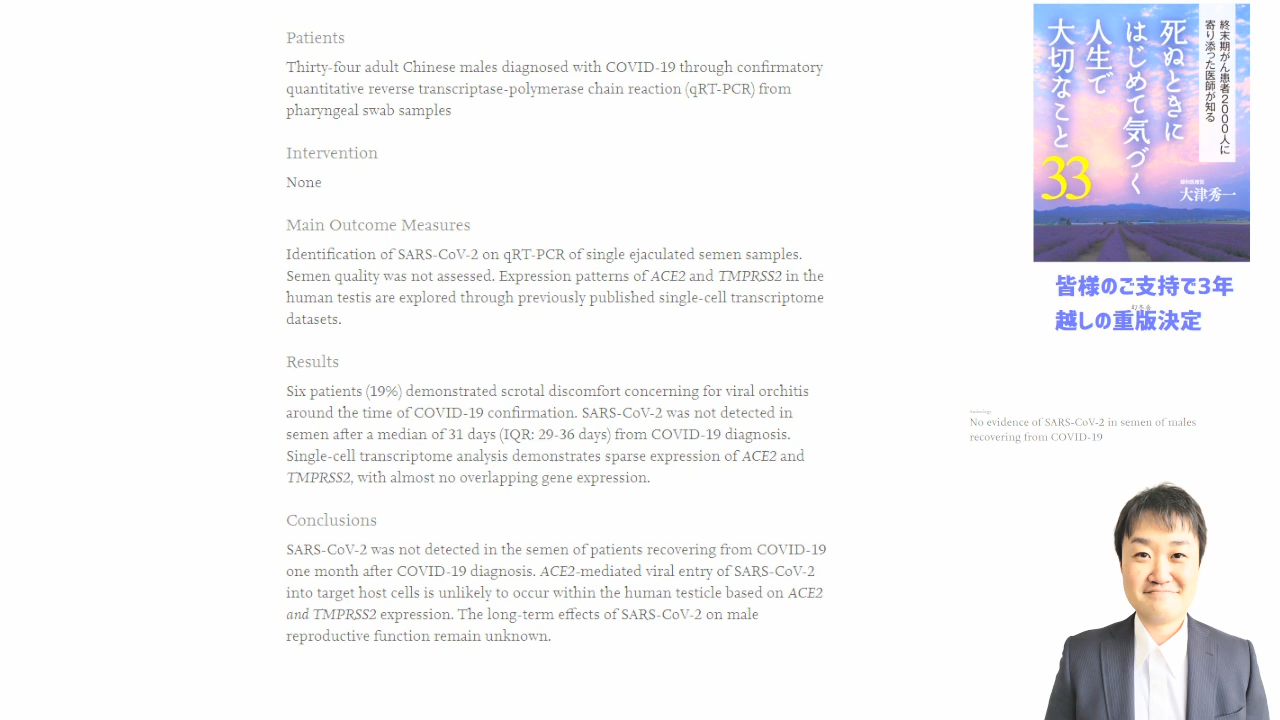 Patients
Thirty-four adult Chinese males diagnosed with COVID-19 through confirmatory
quantitative reverse transcriptase-polymerase chain reaction (qRT-PCR) from
pharyngeal swab samples
Intervention
None
Main Outcome Measures
Identification of SARS-CoV-2 on qRT-PCR of single ejaculated semen samples.
Semen quality was not assessed. Expression patterns of ACE2 and TMPRSS2 in the
human testis are explored through previously published single-cell transcriptome
datasets.
Results
Six patients (19%) demonstrated scrotal discomfort concerning for viral orchitis
around the time of COVID-19 confirmation. SARS-CoV-2 was not detected in
semen after a median of 31 days (IQR: 29-36 days) from COVID-19 diagnosis.
Single-cell transcriptome analysis demonstrates sparse expression of ACE2 and
TMPRSS2, with almost no overlapping gene expression.
Conclusions
SARS-CoV-2 was not detected in the semen of patients recovering from COVID-19
one month after COVID-19 diagnosis. ACE2-mediated viral entry of SARS-CoV-2
into target host cells is unlikely to occur within the human testicle based on ACE2
and TMPRSS2 expression. The long-term effects of SARS-CoV-2 on male
reproductive function remain unknown.
終末期がん患者2000人に
寄り添った医師が知る
死ぬときに
はじめて気づく
人生で
大切なこと
33
大津秀一
皆様のご支持で3年
越しの重版決定
No evidence of SARS-CoV-2 in semen of males
recovering from COVID-19